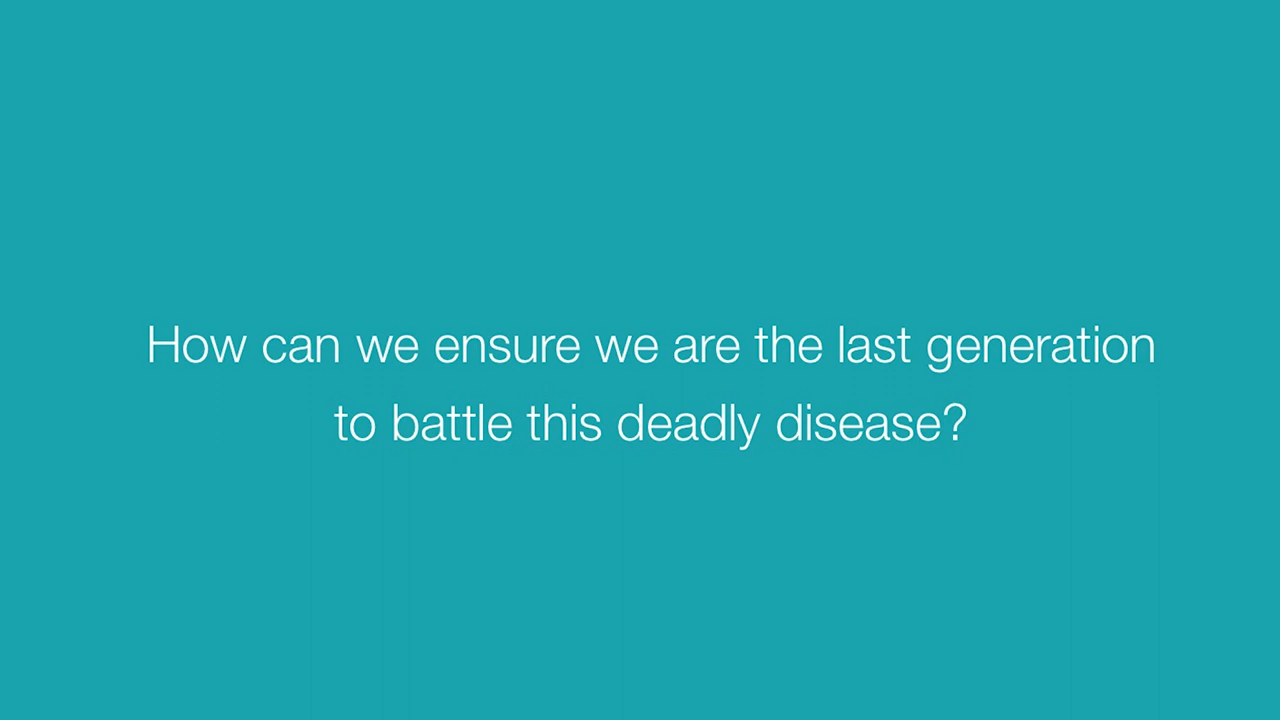 How can we ensure we are the last generation
to battle this deadly disease?